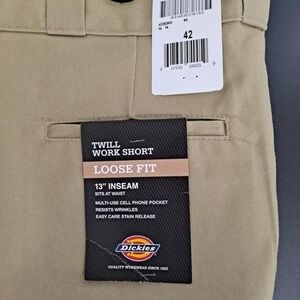 42
TWILL
WORK SHORT
LOOSE FIT
13" INSEAM
SITS AT WAIST
MULTI-USE CELL PHONE POCKET
RESISTS WRINKLES
EASY CARE STAIN RELEASE
Dickies
QUALITY WORKWEAR SINCE 1922